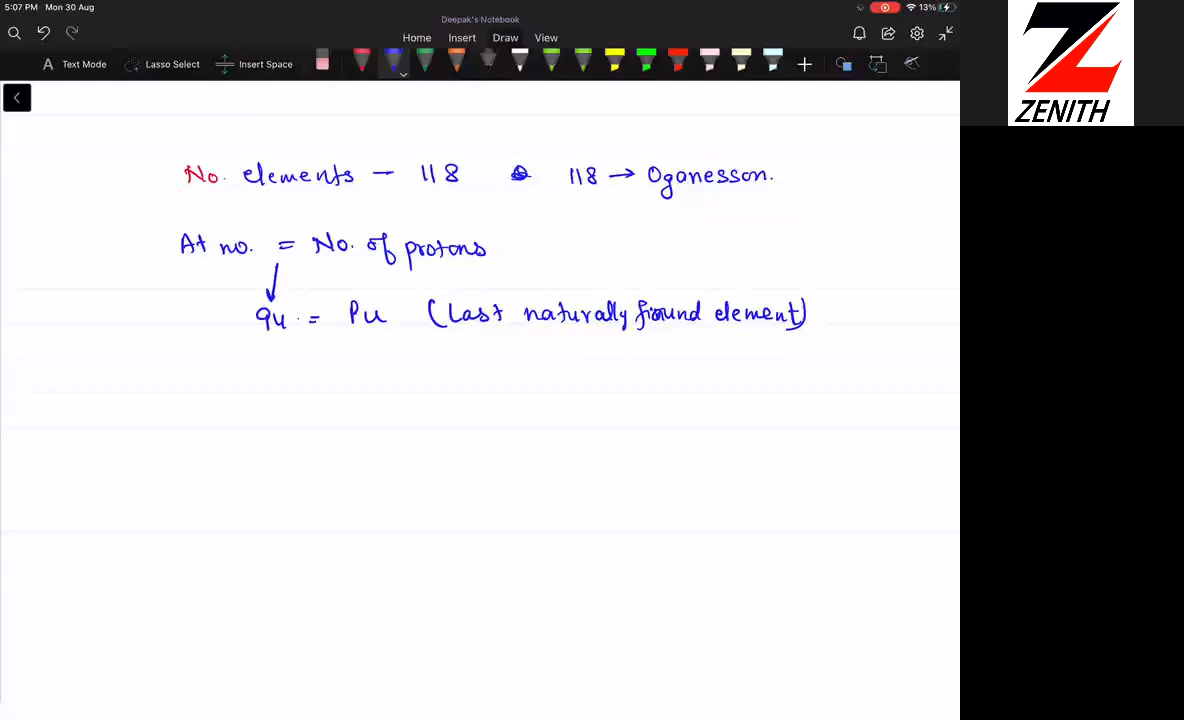 5:07 PM Mon 30 Aug
13%
Deepak's Notebook
Home Insert Draw View
Text Mode Lasso Select Insert Space
ZENITH
No. elements - 118 118 → Oganesson.
At no. = No. of protons
94 = Pu (Last naturally found element)